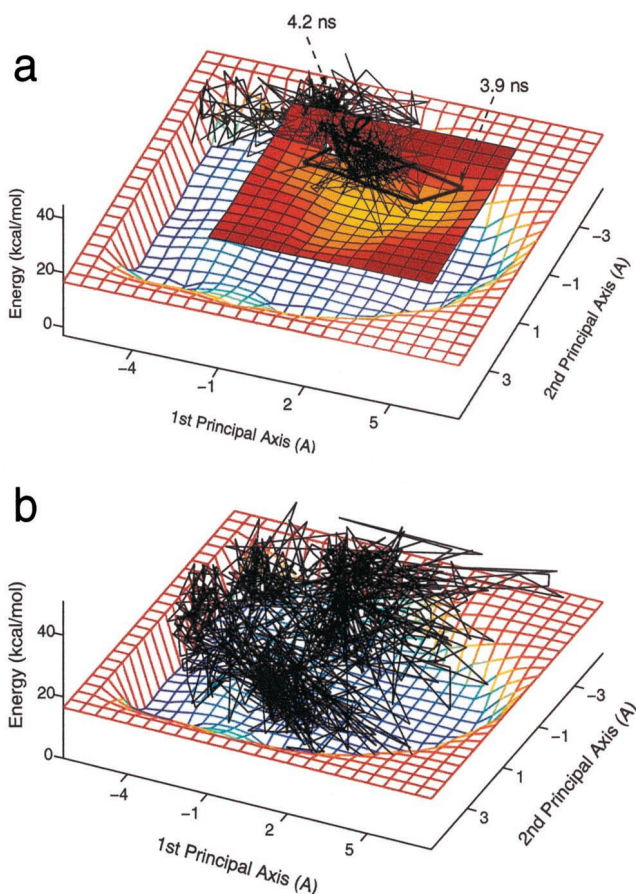 a
4.2 ns
3.9 ns
Energy (kcal/mol)
40
20
0
−4
−1
2
5
1st Principal Axis (A)
−3
−1
1
3
2nd Principal Axis (A)
b
Energy (kcal/mol)
40
20
0
−4
−1
2
5
1st Principal Axis (A)
−3
−1
1
3
2nd Principal Axis (A)